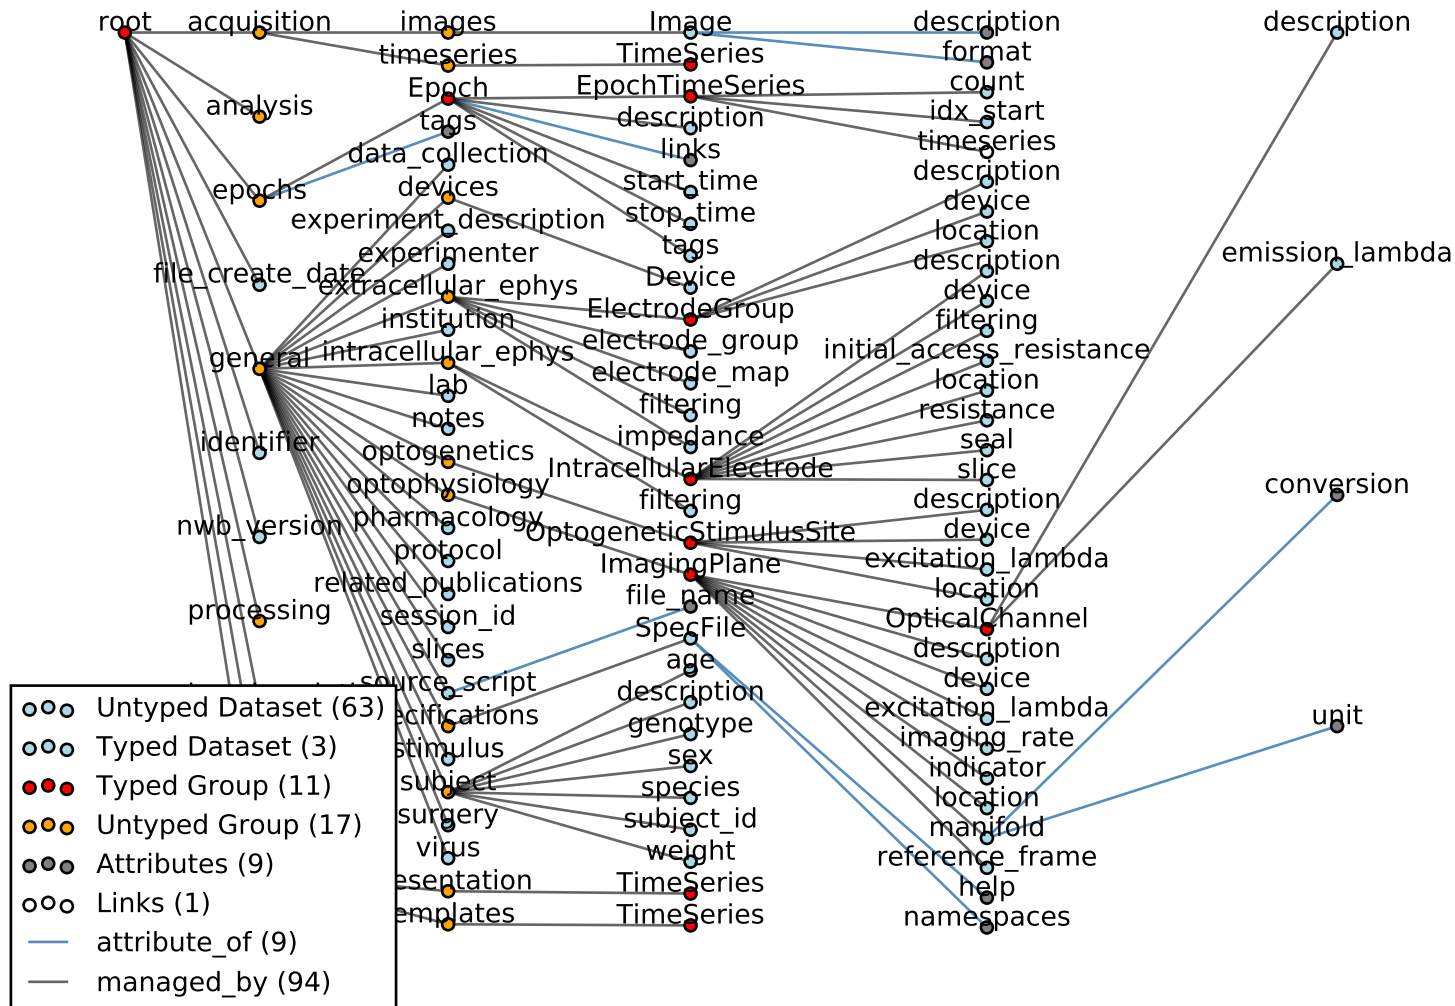 root
acquisition
analysis
epochs
file_create_date
general
identifier
nwb_version
processing
images
timeseries
Epoch
tags
data_collection
devices
experiment_description
experimenter
extracellular_ephys
institution
intracellular_ephys
lab
notes
optogenetics
optophysiology
pharmacology
protocol
related_publications
session_id
slices
source_script
ecifications
stimulus
subject
surgery
virus
esentation
emplates
Image
TimeSeries
EpochTimeSeries
description
links
start_time
stop_time
tags
Device
ElectrodeGroup
electrode_group
electrode_map
filtering
impedance
IntracellularElectrode
filtering
OptogeneticStimulusSite
ImagingPlane
file_name
SpecFile
age
description
genotype
sex
species
subject_id
weight
TimeSeries
TimeSeries
description
format
count
idx_start
timeseries
description
device
location
description
device
filtering
initial_access_resistance
location
resistance
seal
slice
description
device
excitation_lambda
location
OpticalChannel
description
device
excitation_lambda
imaging_rate
indicator
location
manifold
reference_frame
help
namespaces
description
emission_lambda
conversion
unit
Untyped Dataset (63)
Typed Dataset (3)
Typed Group (11)
Untyped Group (17)
Attributes (9)
Links (1)
attribute_of (9)
managed_by (94)